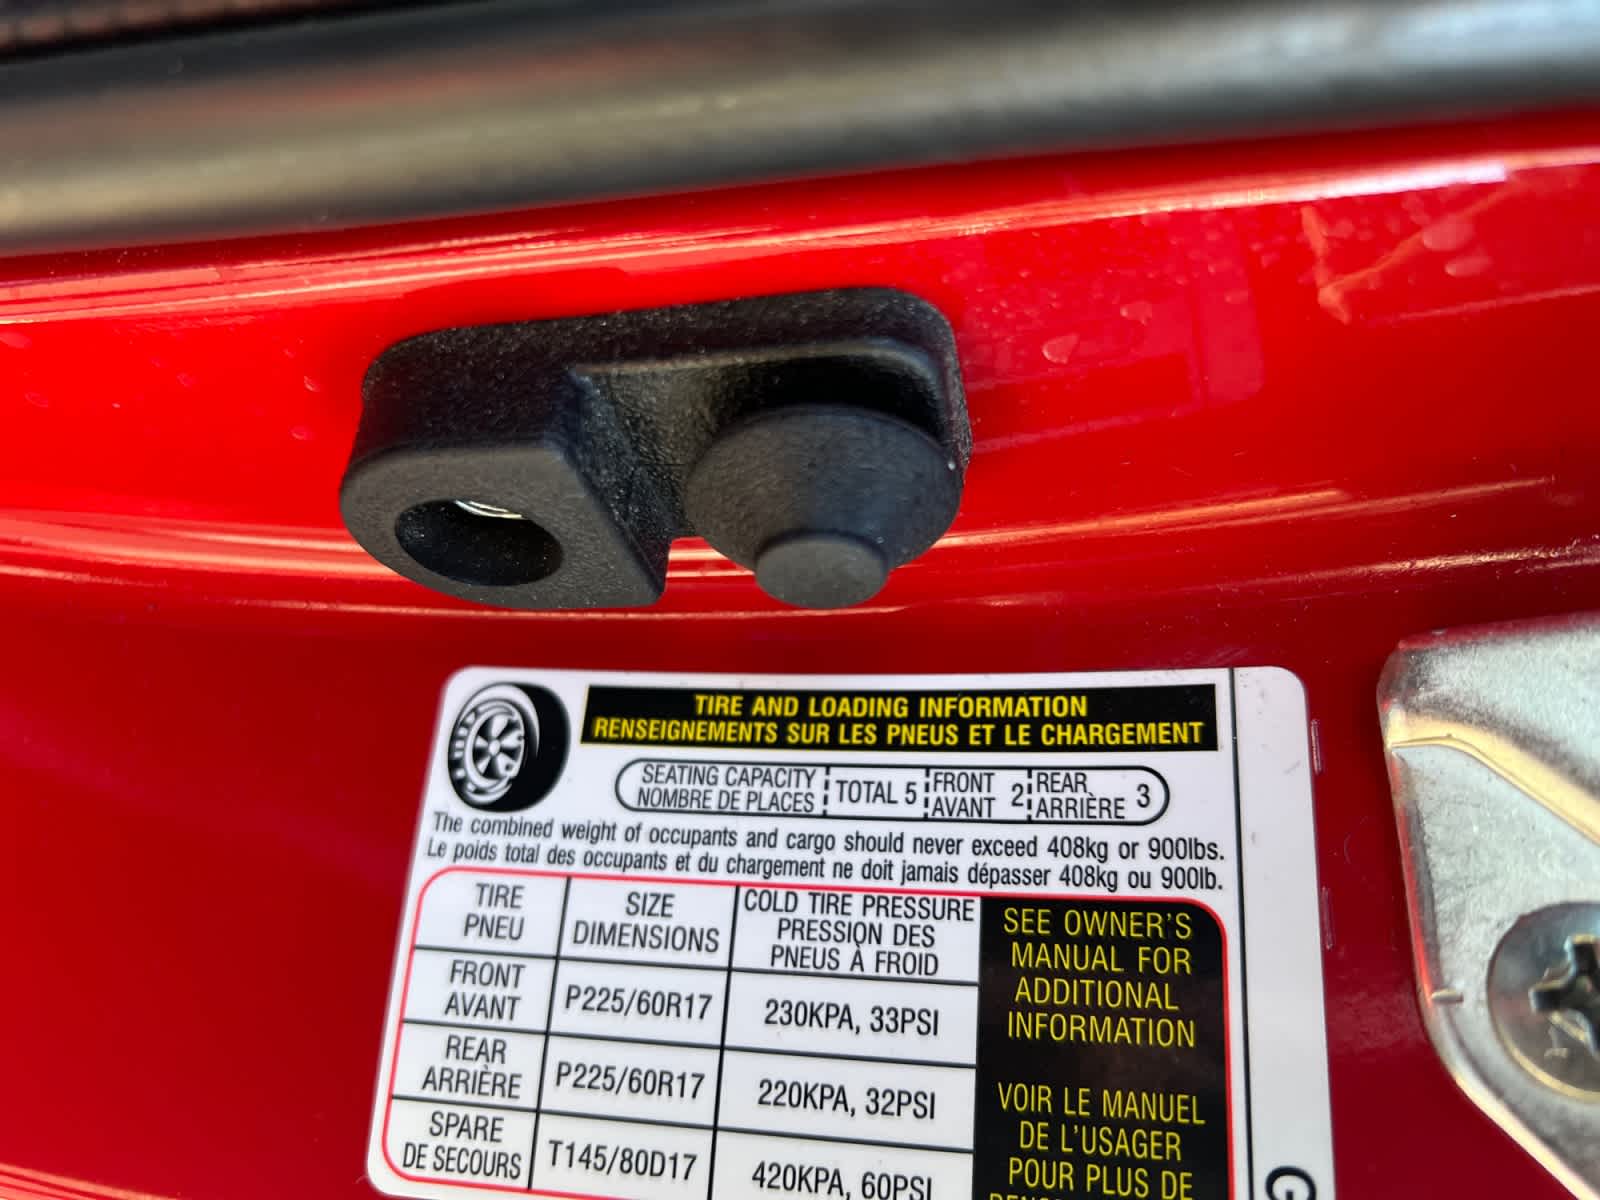 TIRE AND LOADING INFORMATION
RENSEIGNEMENTS SUR LES PNEUS ET LE CHARGEMENT
SEATING CAPACITY
NOMBRE DE PLACES
TOTAL 5
FRONT
AVANT 2
REAR
ARRIÈRE 3
The combined weight of occupants and cargo should never exceed 408kg or 900lbs.
Le poids total des occupants et du chargement ne doit jamais dépasser 408kg ou 900lb.
TIRE
PNEU
SIZE
DIMENSIONS
COLD TIRE PRESSURE
PRESSION DES
PNEUS À FROID
FRONT
AVANT
P225/60R17
230KPA, 33PSI
REAR
ARRIÈRE
P225/60R17
220KPA, 32PSI
SPARE
DE SECOURS
T145/80D17
420KPA, 60PSI
SEE OWNER'S
MANUAL FOR
ADDITIONAL
INFORMATION
VOIR LE MANUEL
DE L'USAGER
POUR PLUS DE